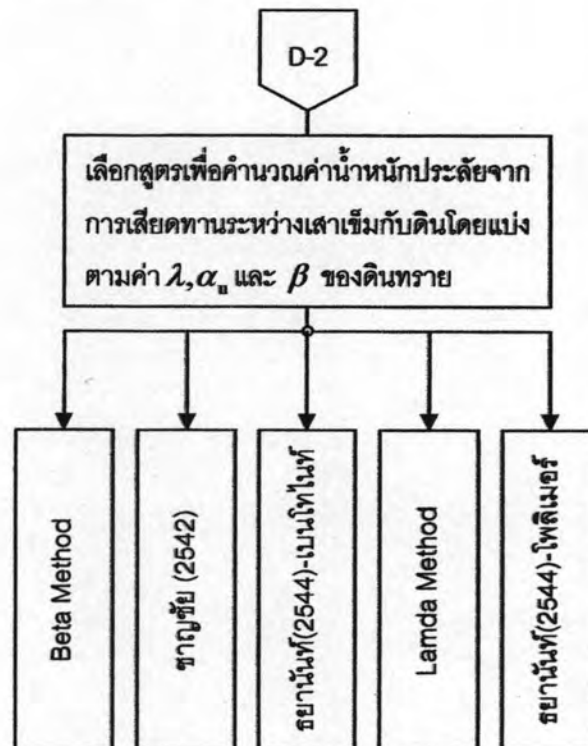 D-2
เลือกสูตรเพื่อคำนวณค่าน้ำหนักประลัยจาก
การเสียดทานระหว่างเสาเข็มกับดินโดยแบ่ง
ตามค่า λ,αu และ β ของดินทราย
Beta Method
ชาญชัย (2542)
ธยานันท์(2544)-เบนโทไนท์
Lamda Method
ธยานันท์(2544)-โพลิเมอร์